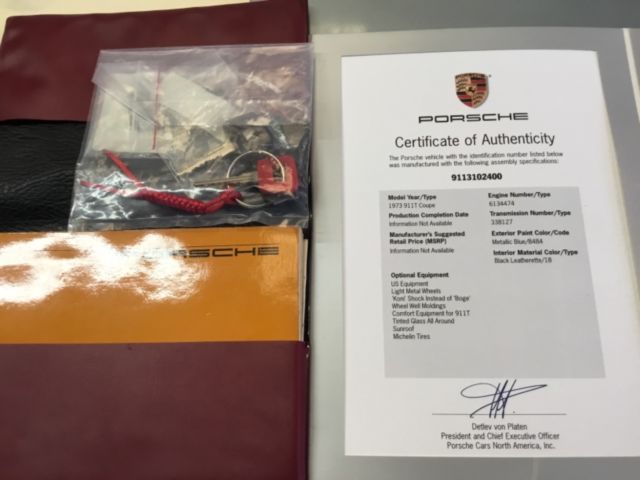 PORSCHE
PORSCHE
Certificate of Authenticity
The Porsche vehicle with the identification number listed below
was manufactured with the following assembly specifications:
9113102400
Model Year/Type
1973 911T Coupe
Production Completion Date
Information Not Available
Manufacturer's Suggested
Retail Price (MSRP)
Information Not Available
Engine Number/Type
6134474
Transmission Number/Type
338127
Exterior Paint Color/Code
Metallic Blue/8484
Interior Material Color/Type
Black Leatherette/18
Optional Equipment
US Equipment
Light Metal Wheels
'Koni' Shock Instead of 'Boge'
Wheel Well Moldings
Comfort Equipment for 911T
Tinted Glass All Around
Sunroof
Michelin Tires
Detlev von Platen
President and Chief Executive Officer
Porsche Cars North America, Inc.